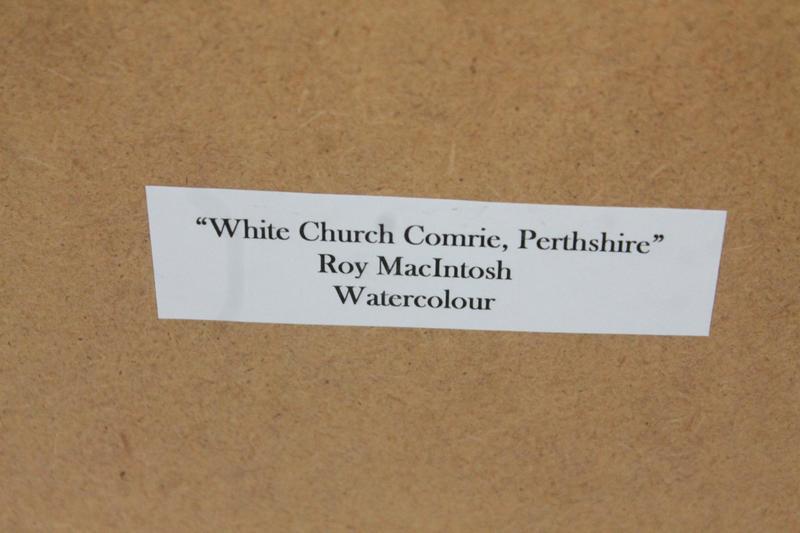 “White Church Comrie, Perthshire”
Roy MacIntosh
Watercolour